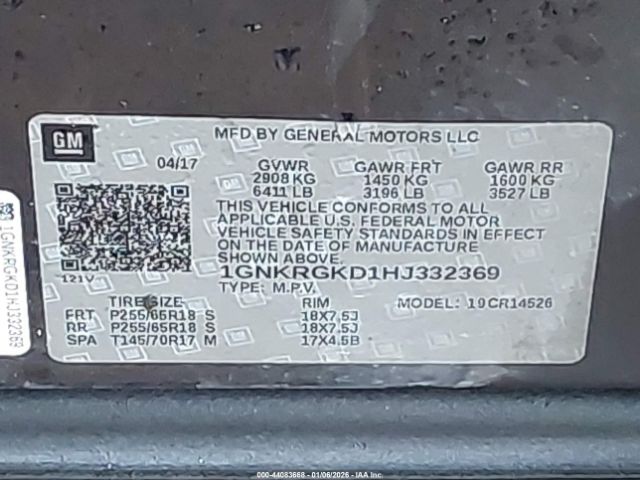 GM
MFD BY GENERAL MOTORS LLC
04/17
GVWR GAWR FRT GAWR RR
2908 KG 1450 KG 1600 KG
6411 LB 3196 LB 3527 LB
THIS VEHICLE CONFORMS TO ALL
APPLICABLE U.S. FEDERAL MOTOR
VEHICLE SAFETY STANDARDS IN EFFECT
ON THE DATE OF MANUFACTURE
SHOWN ABOVE.
121V
1GNKRGKD1HJ332369
TYPE: M.P.V.
TIRE SIZE RIM MODEL: 19CR14526
FRT P255/65R18 S 18X7.5J
RR P255/65R18 S 18X7.5J
SPA T145/70R17 M 17X4.5B
1GNKRGKD1HJ332369
000-44083668 - 01/06/2026 - IAA Corp.